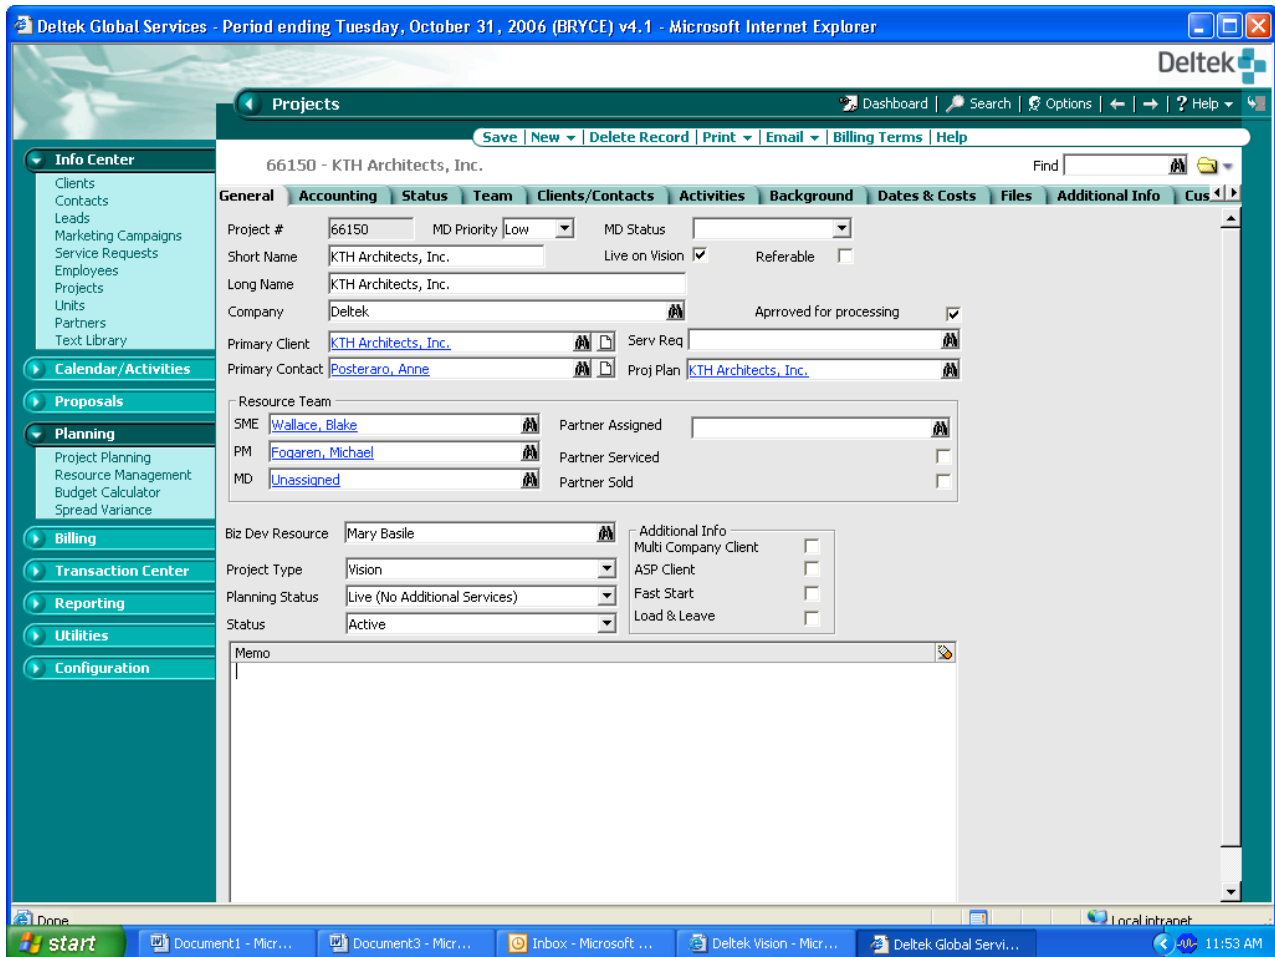 Deltek Global Services - Period ending Tuesday, October 31, 2006 (BRYCE) v4.1 - Microsoft Internet Explorer
Deltek
Projects
Dashboard | Search | Options | ← | → | ? Help
Save | New | Delete Record | Print | Email | Billing Terms | Help
Info Center
Clients
Contacts
Leads
Marketing Campaigns
Service Requests
Employees
Projects
Units
Partners
Text Library
Calendar/Activities
Proposals
Planning
Project Planning
Resource Management
Budget Calculator
Spread Variance
Billing
Transaction Center
Reporting
Utilities
Configuration
66150 - KTH Architects, Inc.
Find
General Accounting Status Team Clients/Contacts Activities Background Dates & Costs Files Additional Info Cus
Project # 66150 MD Priority Low MD Status
Short Name KTH Architects, Inc. Live on Vision Referable
Long Name KTH Architects, Inc.
Company Deltek Aprroved for processing
Primary Client KTH Architects, Inc. Serv Req
Primary Contact Posteraro, Anne Proj Plan KTH Architects, Inc.
Resource Team
SME Wallace, Blake Partner Assigned
PM Fogaren, Michael Partner Serviced
MD Unassigned Partner Sold
Biz Dev Resource Mary Basile
Project Type Vision
Planning Status Live (No Additional Services)
Status Active
Additional Info
Multi Company Client
ASP Client
Fast Start
Load & Leave
Memo
Done
Local intranet
start Document1 - Micr... Document3 - Micr... Inbox - Microsoft ... Deltek Vision - Micr... Deltek Global Servi... 11:53 AM